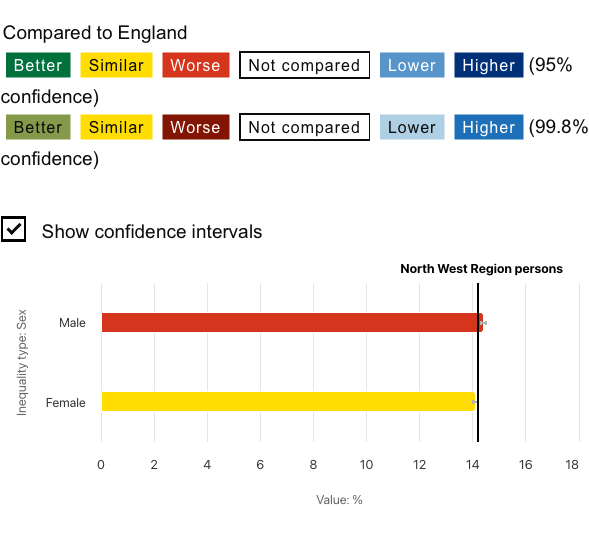 Compared to England
Better Similar Worse Not compared Lower Higher (95%
confidence)
Better Similar Worse Not compared Lower Higher (99.8%
confidence)
Show confidence intervals
North West Region persons
Inequality type: Sex
Male
Female
0 2 4 6 8 10 12 14 16 18
Value: %